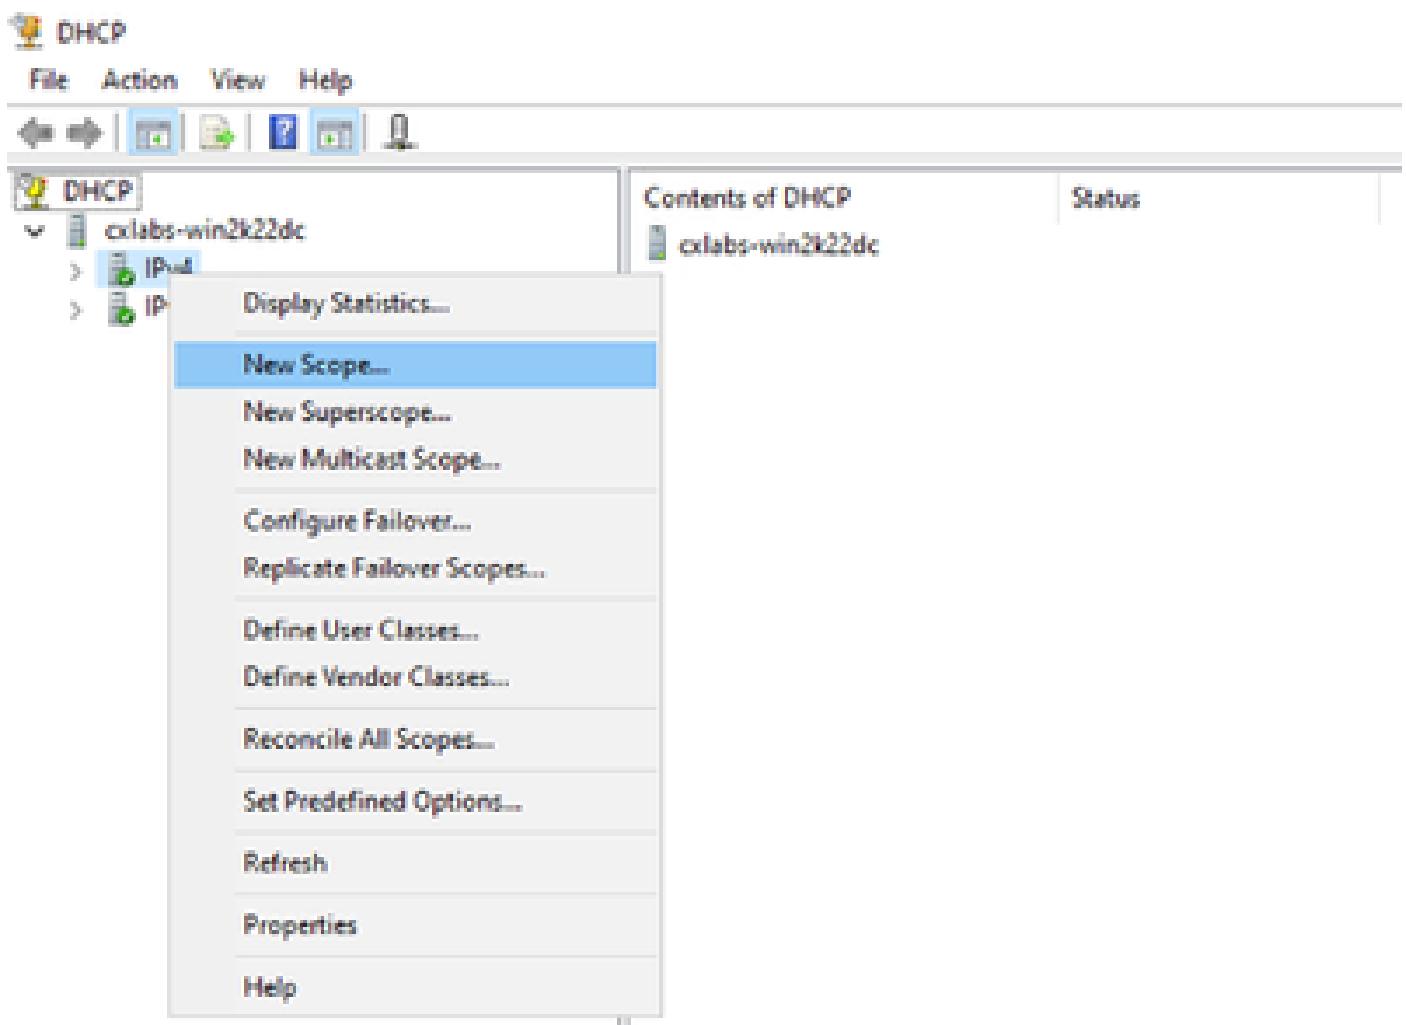 DHCP
File Action View Help
DHCP
cxlabs-win2k22dc
IPv4
IP
Contents of DHCP Status
cxlabs-win2k22dc
Display Statistics...
New Scope...
New Superscope...
New Multicast Scope...
Configure Failover...
Replicate Failover Scopes...
Define User Classes...
Define Vendor Classes...
Reconcile All Scopes...
Set Predefined Options...
Refresh
Properties
Help